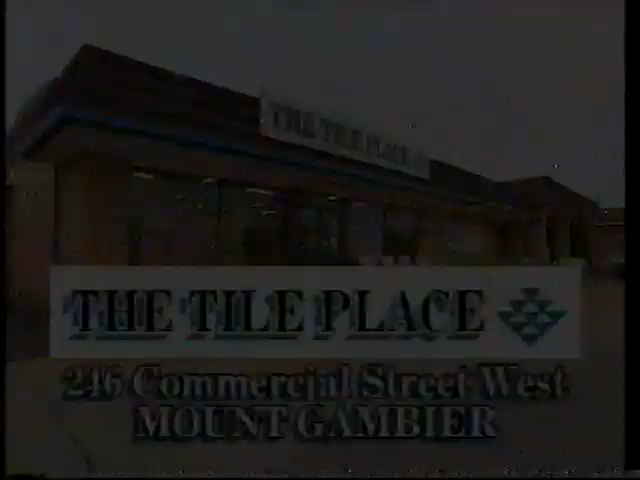 THE TILE PLACE
THE TILE PLACE
246 Commercial Street West
MOUNT GAMBIER